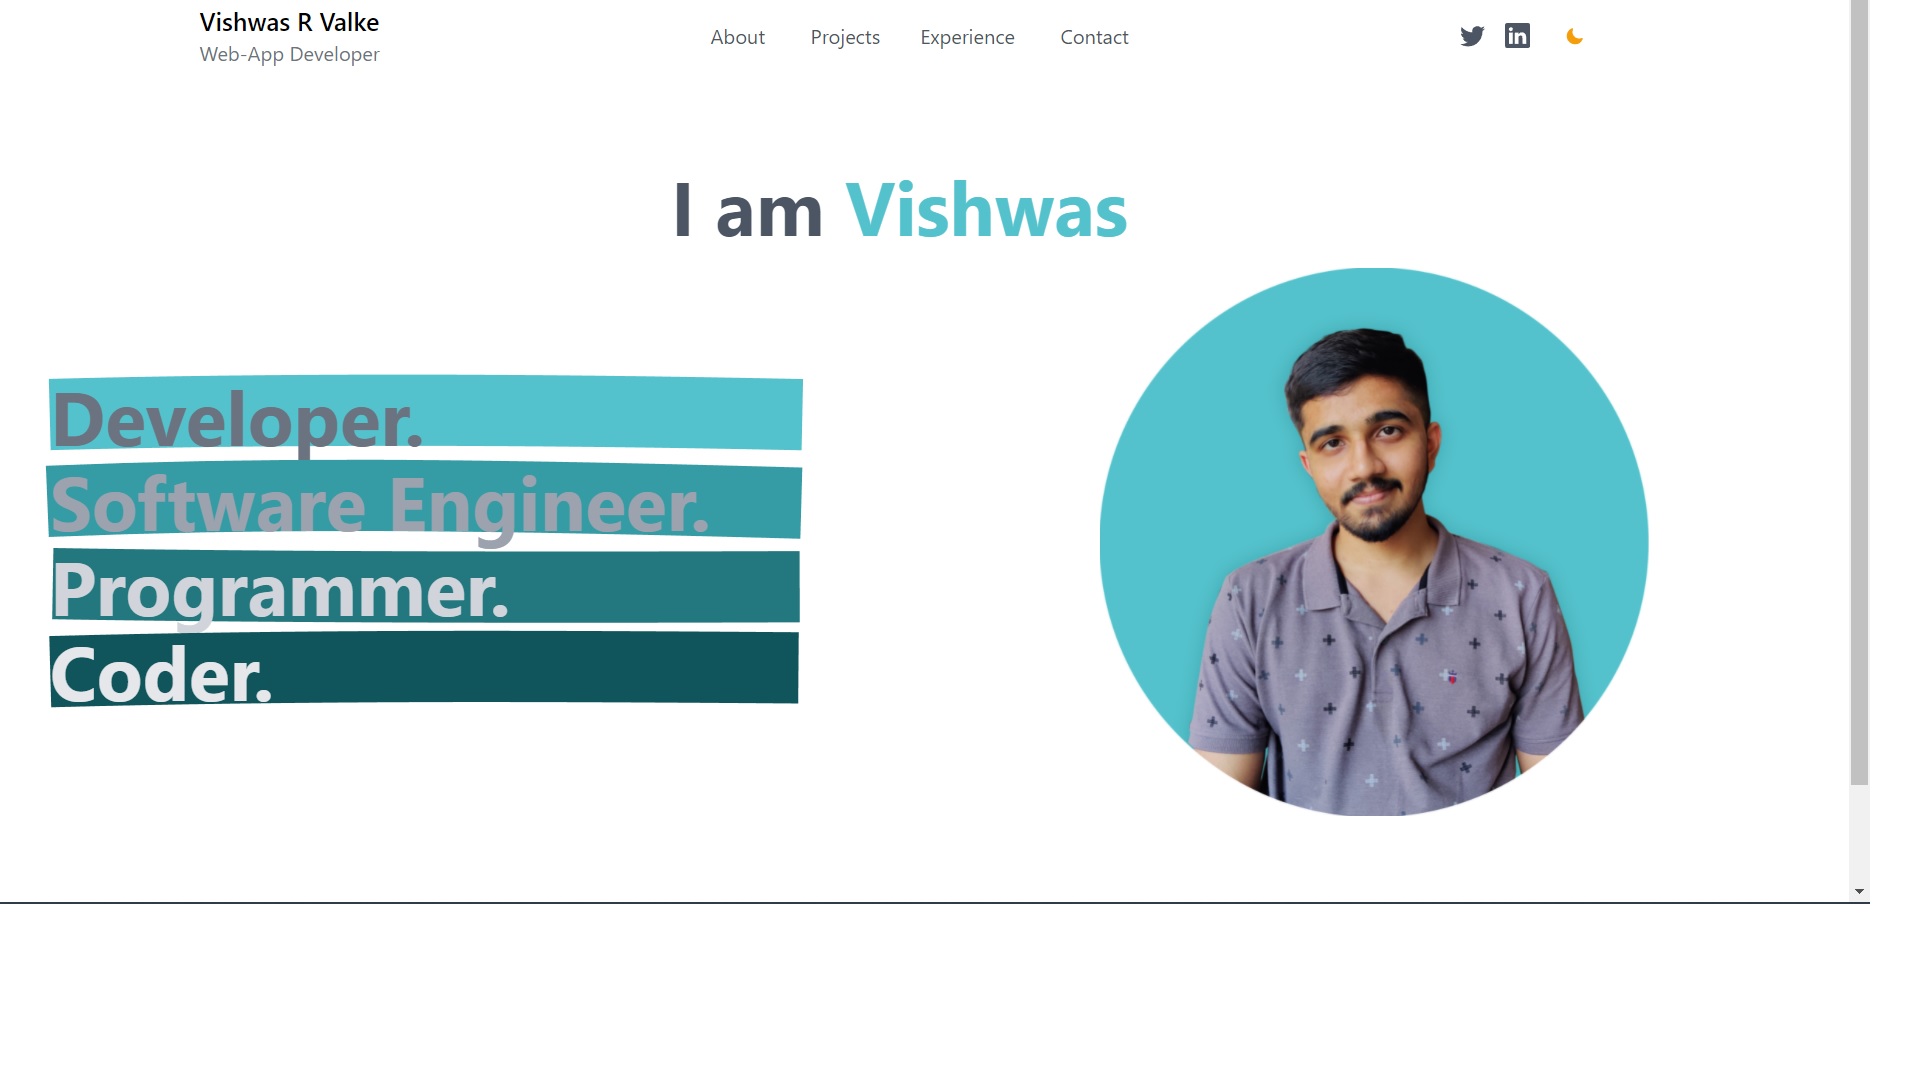 Vishwas R Valke
Web-App Developer
About Projects Experience Contact
I am Vishwas
Developer.
Software Engineer.
Programmer.
Coder.